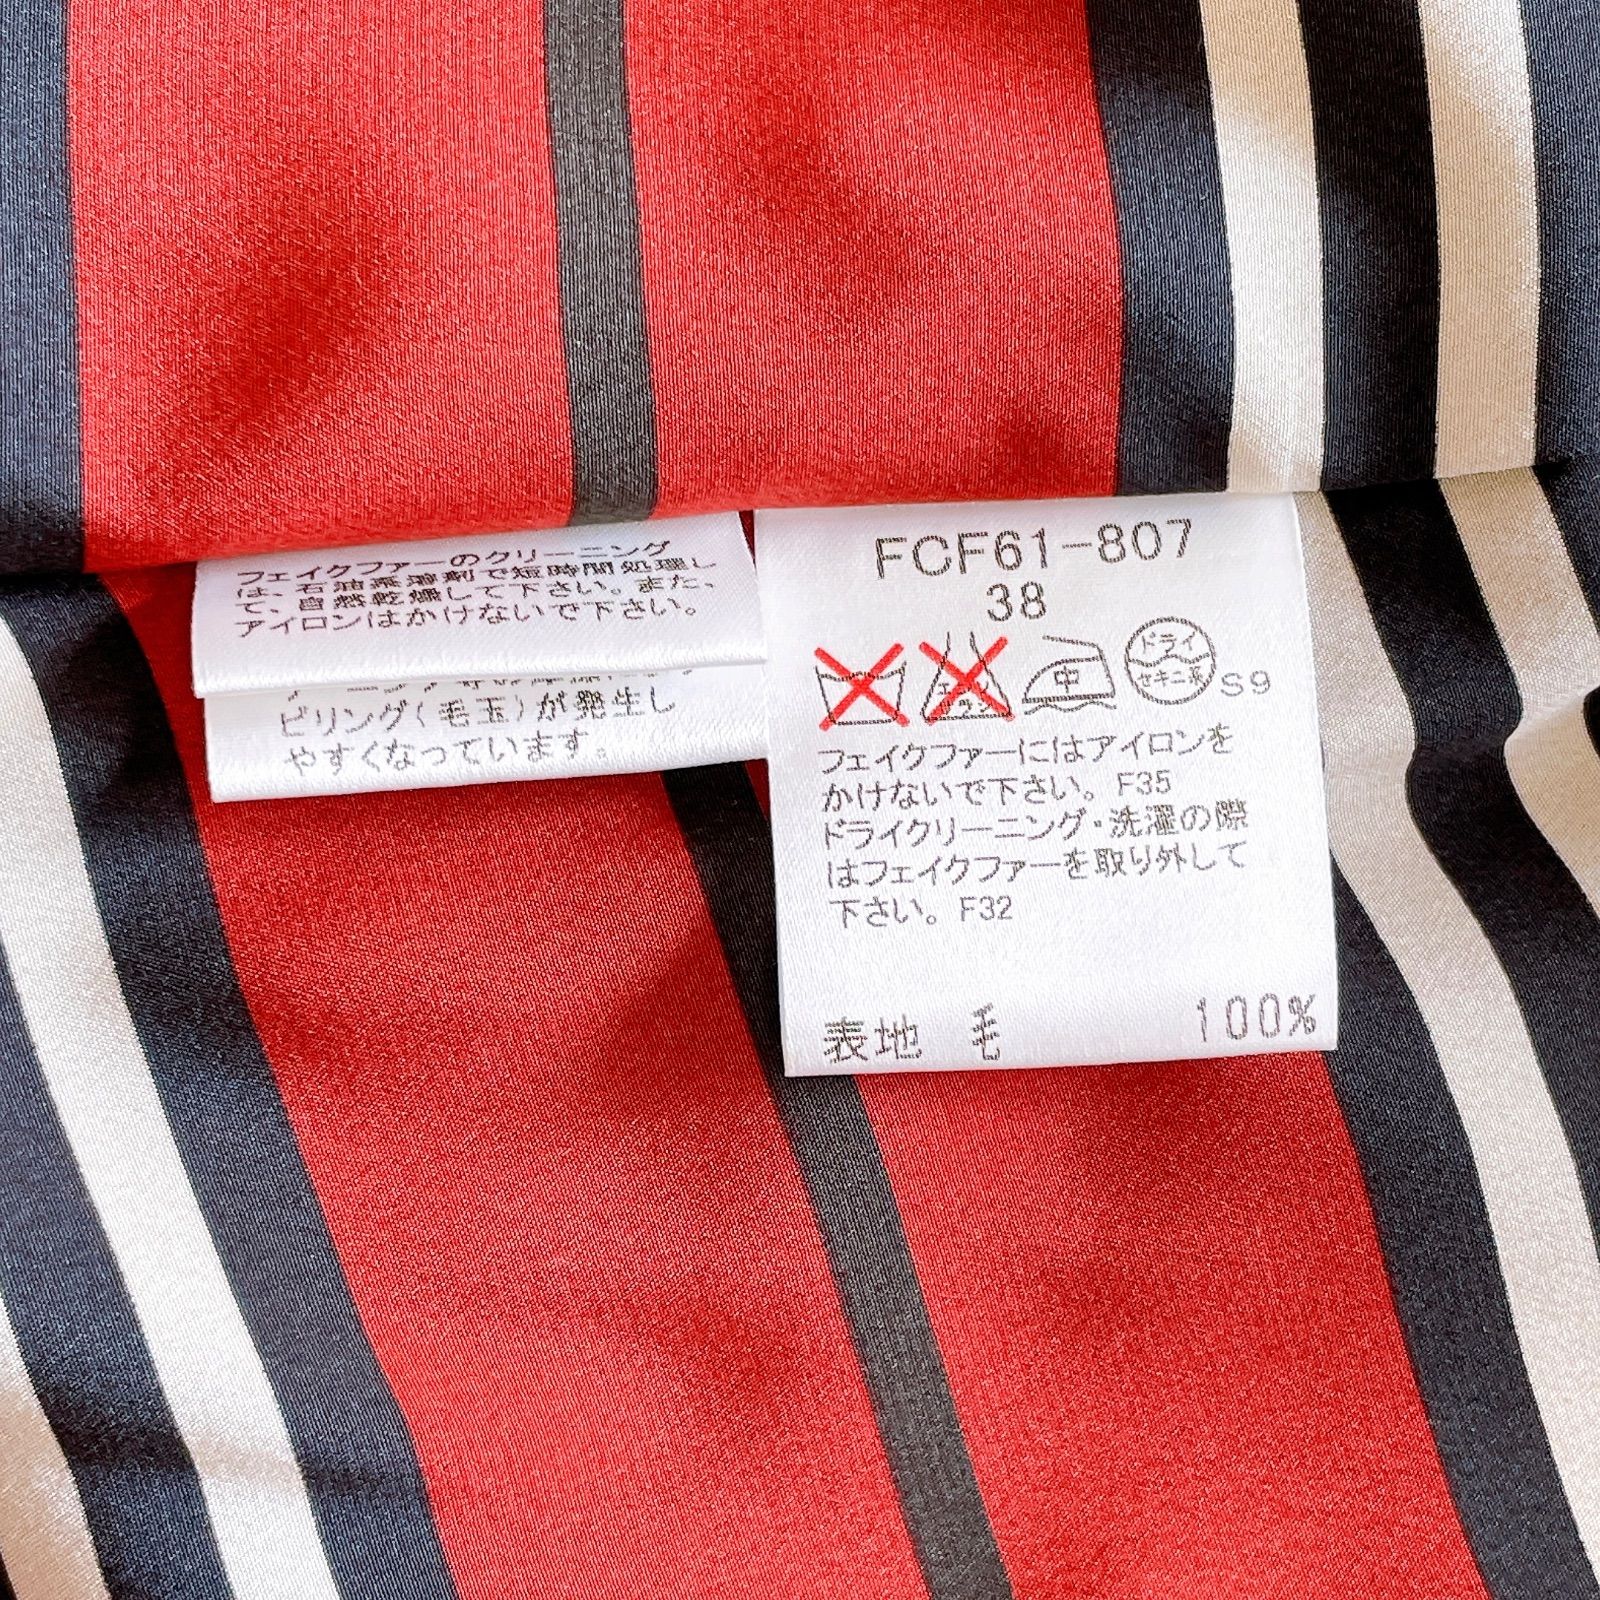 フェイクファーのクリーニング
は、石油系溶剤で短時間処理し
て、自然乾燥して下さい。また、
アイロンはかけないで下さい。
ピリング(毛玉)が発生し
やすくなっています。
FCF61-807
38
エンソ
サラシ
中
ドライ
セキユ系
S9
フェイクファーにはアイロンを
かけないで下さい。F35
ドライクリーニング・洗濯の際
はフェイクファーを取り外して
下さい。F32
表地 毛 100%